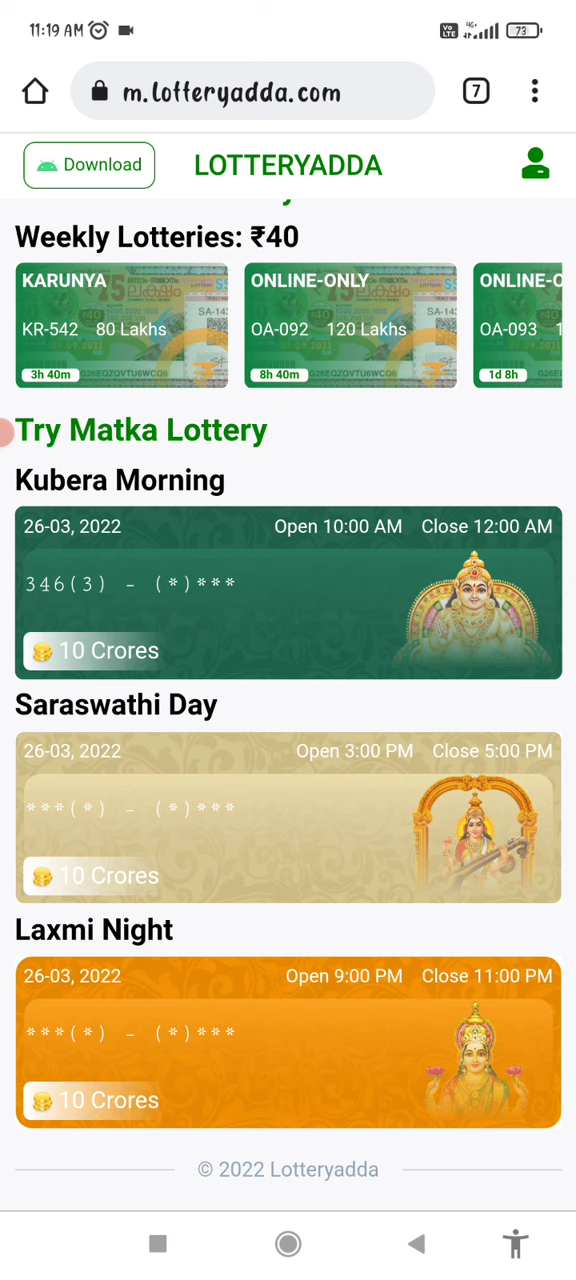 11:19 AM
Vo LTE 4G+ 73
m.lotteryadda.com 7
Download LOTTERYADDA
Weekly Lotteries: ₹40
KARUNYA
KR-542 80 Lakhs
3h 40m
ONLINE-ONLY
OA-092 120 Lakhs
8h 40m
ONLINE-O
OA-093 1
1d 8h
Try Matka Lottery
Kubera Morning
26-03, 2022 Open 10:00 AM Close 12:00 AM
346(3) - (*)***
10 Crores
Saraswathi Day
26-03, 2022 Open 3:00 PM Close 5:00 PM
***(*) - (*)***
10 Crores
Laxmi Night
26-03, 2022 Open 9:00 PM Close 11:00 PM
***(*) - (*)***
10 Crores
© 2022 Lotteryadda